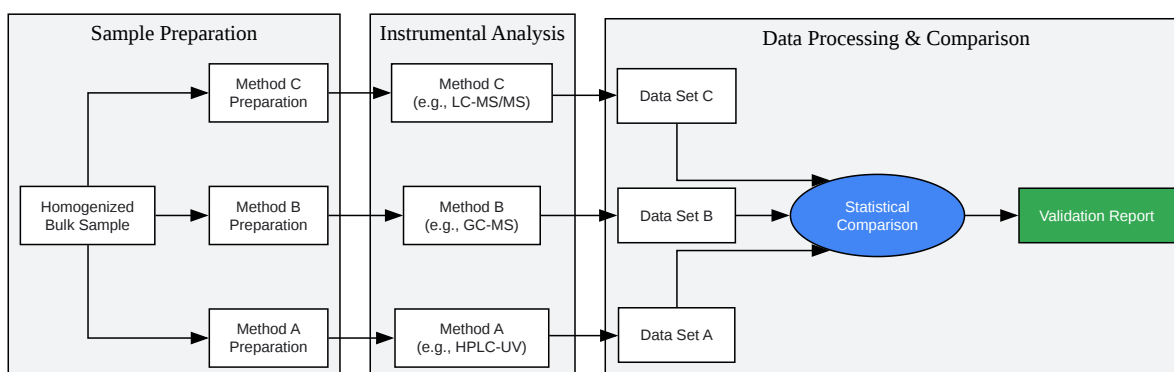 Sample Preparation
Instrumental Analysis
Data Processing & Comparison
Method C
Preparation
Method C
(e.g., LC-MS/MS)
Data Set C
Homogenized
Bulk Sample
Method B
Preparation
Method B
(e.g., GC-MS)
Data Set B
Statistical
Comparison
Validation Report
Method A
Preparation
Method A
(e.g., HPLC-UV)
Data Set A